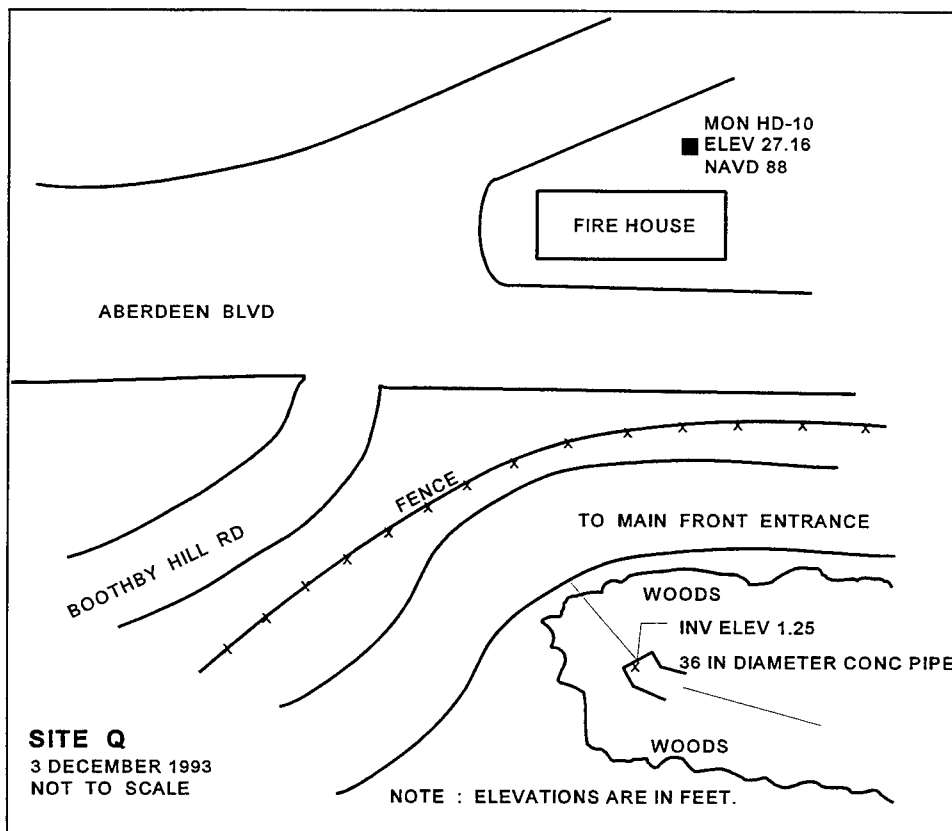 MON HD-10
ELEV 27.16
NAVD 88
FIRE HOUSE
ABERDEEN BLVD
FENCE
TO MAIN FRONT ENTRANCE
BOOTHBY HILL RD
WOODS
INV ELEV 1.25
36 IN DIAMETER CONC PIPE
WOODS
SITE Q
3 DECEMBER 1993
NOT TO SCALE
NOTE : ELEVATIONS ARE IN FEET.